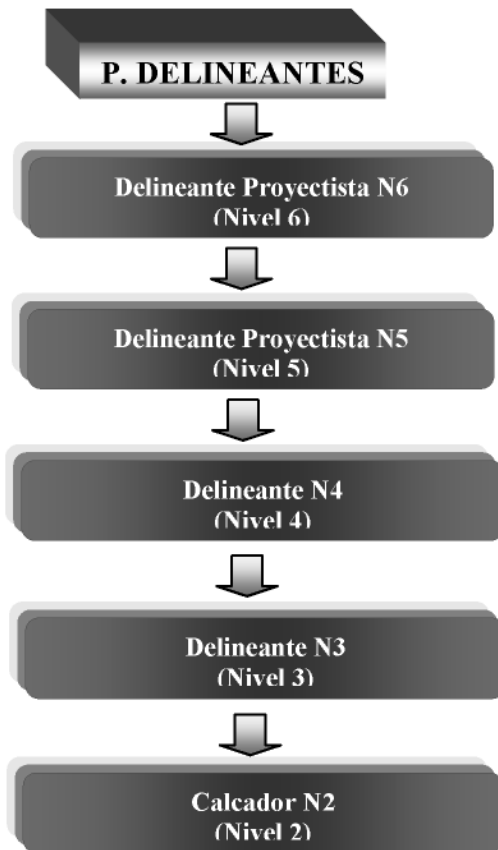 P. DELINEANTES
Delineante Proyectista N6
(Nivel 6)
Delineante Proyectista N5
(Nivel 5)
Delineante N4
(Nivel 4)
Delineante N3
(Nivel 3)
Calcador N2
(Nivel 2)